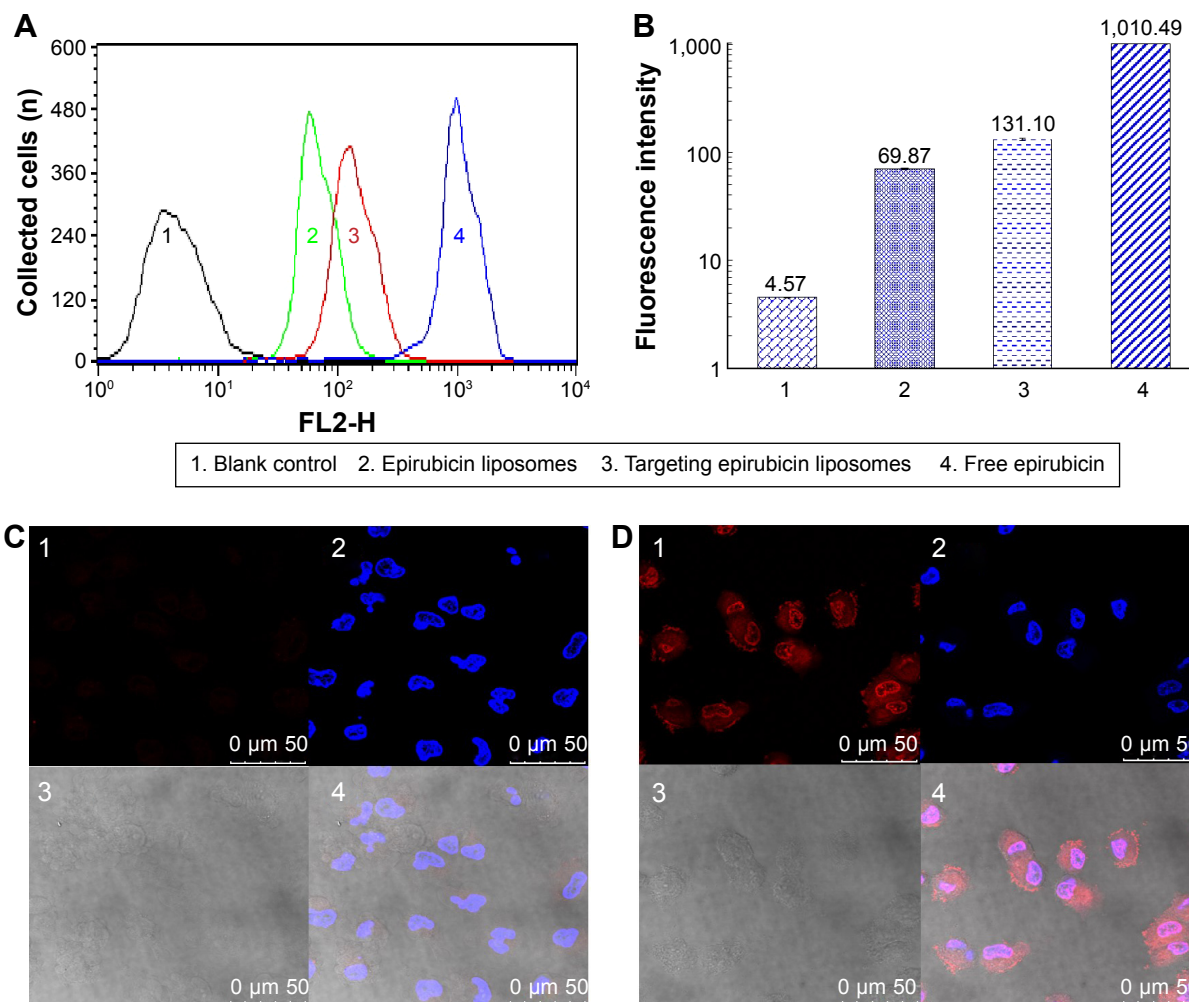 A
Collected cells (n)
600
480
360
240
120
0
1
2
3
4
10⁰
10¹
10²
10³
10⁴
FL2-H
B
Fluorescence intensity
1,000
100
10
1
4.57
69.87
131.10
1,010.49
1
2
3
4
1. Blank control 2. Epirubicin liposomes 3. Targeting epirubicin liposomes 4. Free epirubicin
C
1
0 μm 50
2
0 μm 50
3
0 μm 50
4
0 μm 50
D
1
0 μm 50
2
0 μm 5
3
0 μm 50
4
0 μm 5